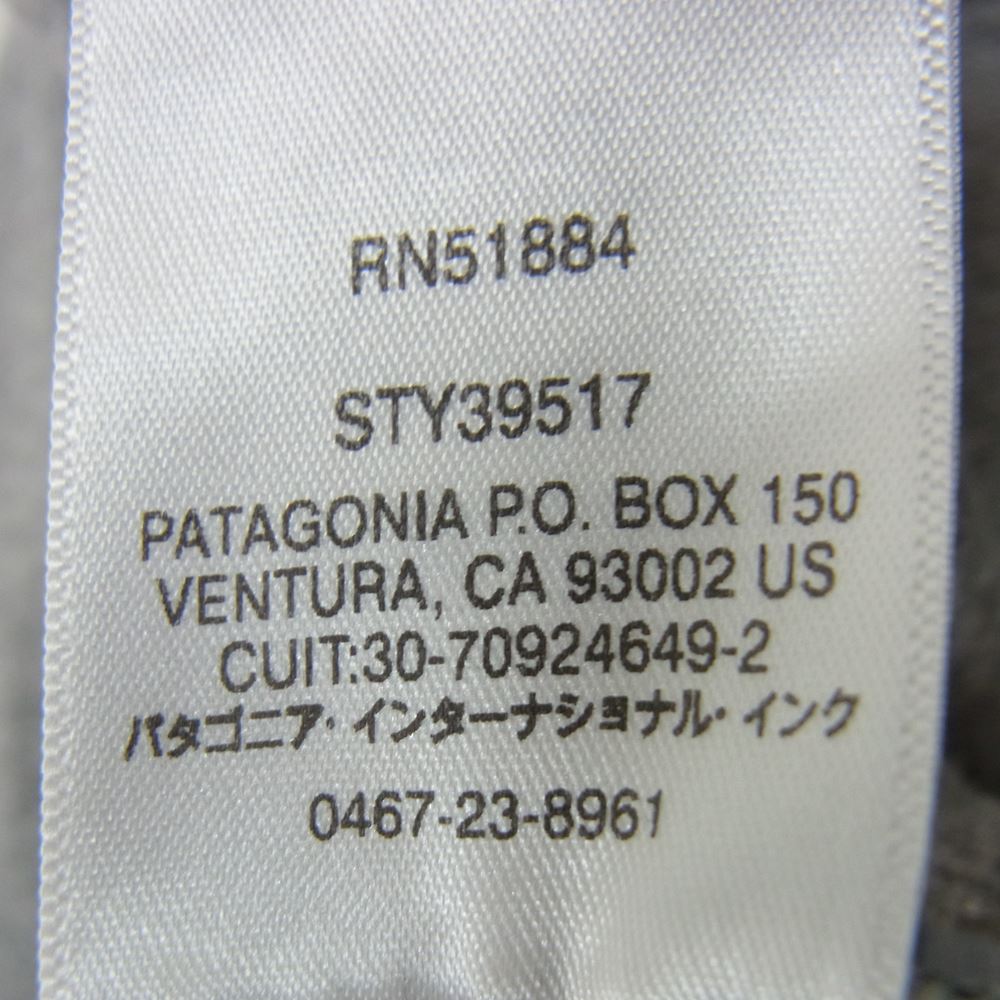 RN51884
STY39517
PATAGONIA P.O. BOX 150
VENTURA, CA 93002 US
CUIT:30-70924649-2
パタゴニア・インターナショナル・インク
0467-23-8961